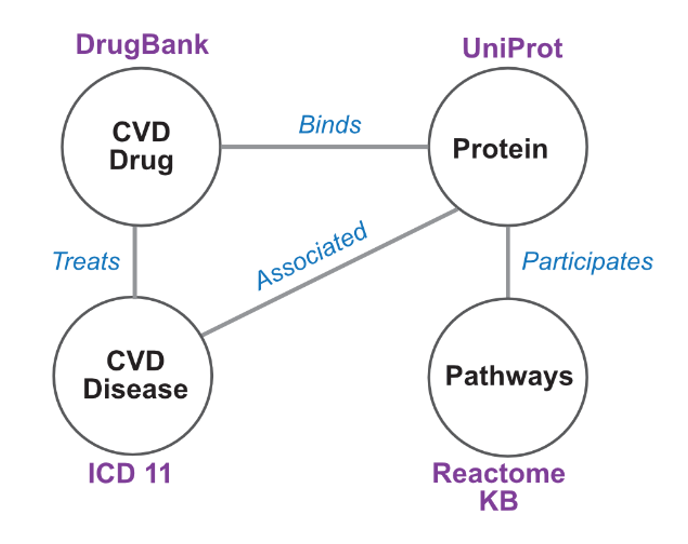 DrugBank
UniProt
CVD
Drug
Binds
Protein
Treats
Associated
Participates
CVD
Disease
Pathways
ICD 11
Reactome
KB